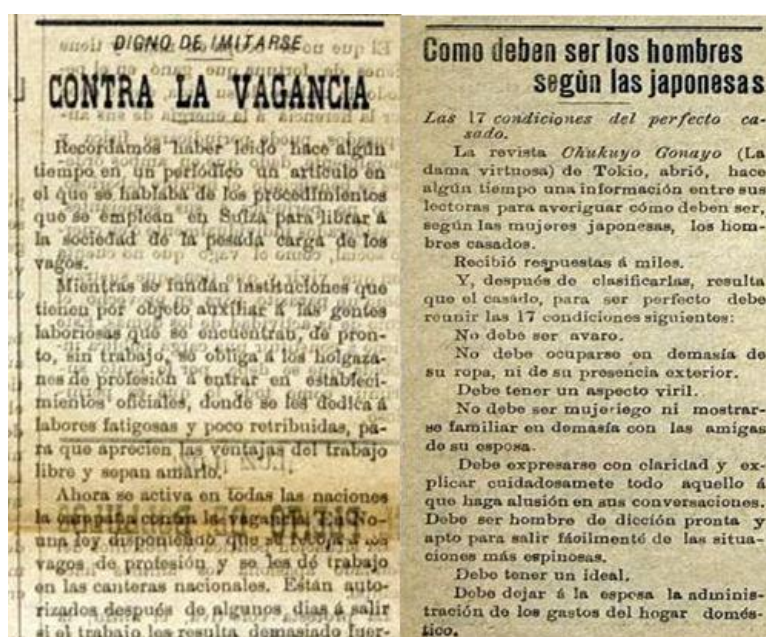 DIGNO DE IMITARSE
CONTRA LA VAGANCIA
Recordamos haber leido hace algún
tiempo en un periódico un artículo en
el que se hablaba de los procedimientos
que se emplean en Suiza para librar á
la sociedad de la pesada carga de los
vagos.
Mientras se fundan instituciones que
tienen por objeto auxiliar á las gentes
laboriosas que se encuentran, de pron-
to, sin trabajo, se obliga á los holgaza-
nes de profesión á entrar en estableci-
mientos oficiales, donde se les dedica á
labores fatigosas y poco retribuidas, pa-
ra que aprecien las ventajas del trabajo
libre y sepan amarlo.
Ahora se activa en todas las naciones
la campaña contra la vagancia. En No-
una ley disponiendo que se los
vagos de profesión y se les dé trabajo
en las canteras nacionales. Están auto-
rizados después de algunos días á salir
si el trabajo les resulta demasiado fuer-
Como deben ser los hombres
según las japonesas
Las 17 condiciones del perfecto ca-
sado.
La revista Chukuyo Gonayo (La
dama virtuosa) de Tokio, abrió, hace
algún tiempo una información entre sus
lectoras para averiguar cómo deben ser,
según las mujeres japonesas, los hom-
bres casados.
Recibió respuestas á miles.
Y, después de clasificarlas, resulta
que el casado, para ser perfecto debe
reunir las 17 condiciones siguientes:
No debe ser avaro.
No debe ocuparse en demasía de
su ropa, ni de su presencia exterior.
Debe tener un aspecto viril.
No debe ser mujeriego ni mostrar-
se familiar en demasía con las amigas
de su esposa.
Debe expresarse con claridad y ex-
plicar cuidadosamete todo aquello á
que haga alusión en sus conversaciones.
Debe ser hombre de dicción pronta y
apto para salir fácilmente de las situa-
ciones más espinosas.
Debe tener un ideal.
Debe dejar á la esposa la adminis-
tración de los gastos del hogar domés-
tico.